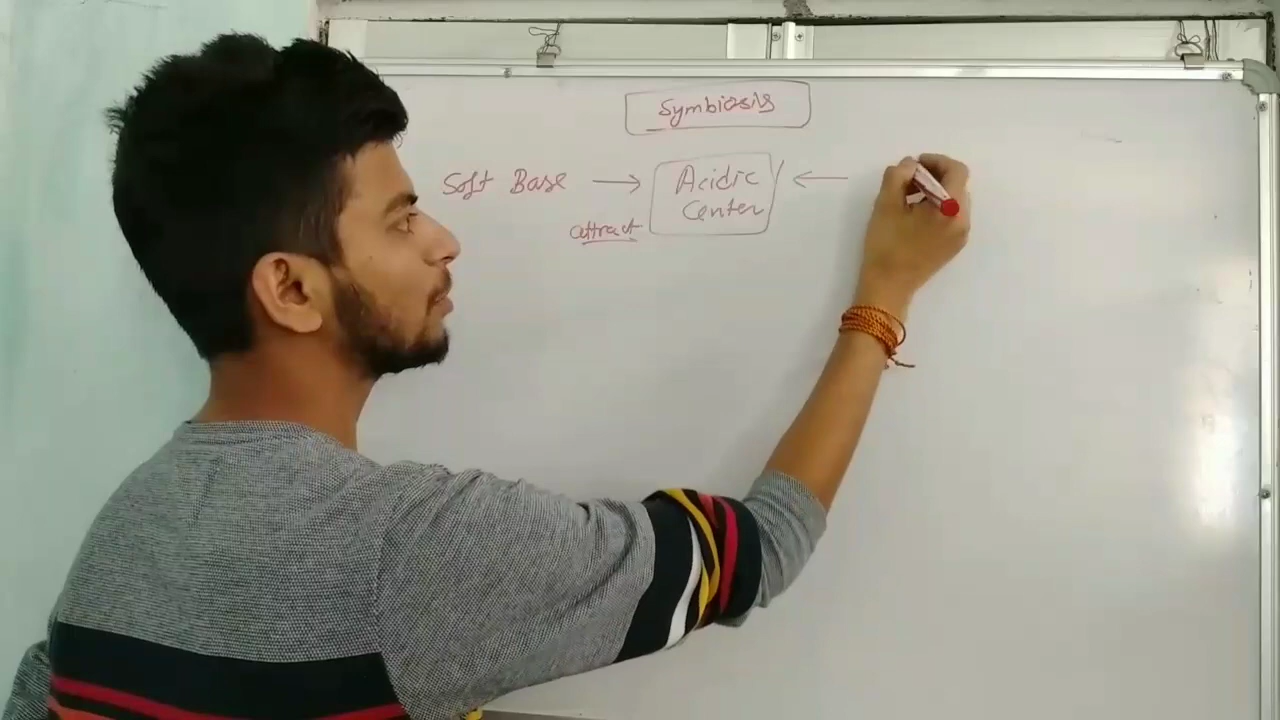 Symbiosis
Soft Base → Acidic ←
Center
attract